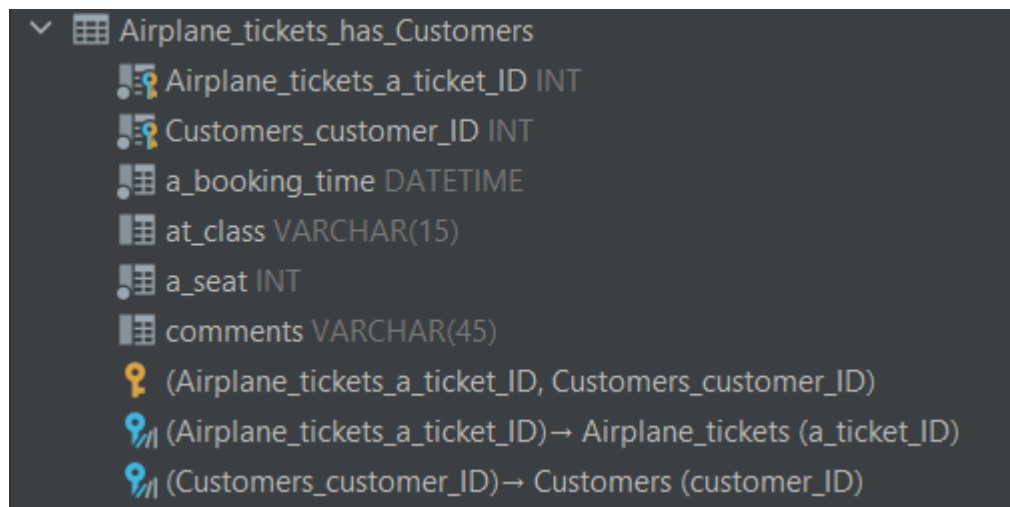 Airplane_tickets_has_Customers
Airplane_tickets_a_ticket_ID INT
Customers_customer_ID INT
a_booking_time DATETIME
at_class VARCHAR(15)
a_seat INT
comments VARCHAR(45)
(Airplane_tickets_a_ticket_ID, Customers_customer_ID)
(Airplane_tickets_a_ticket_ID)→ Airplane_tickets (a_ticket_ID)
(Customers_customer_ID)→ Customers (customer_ID)